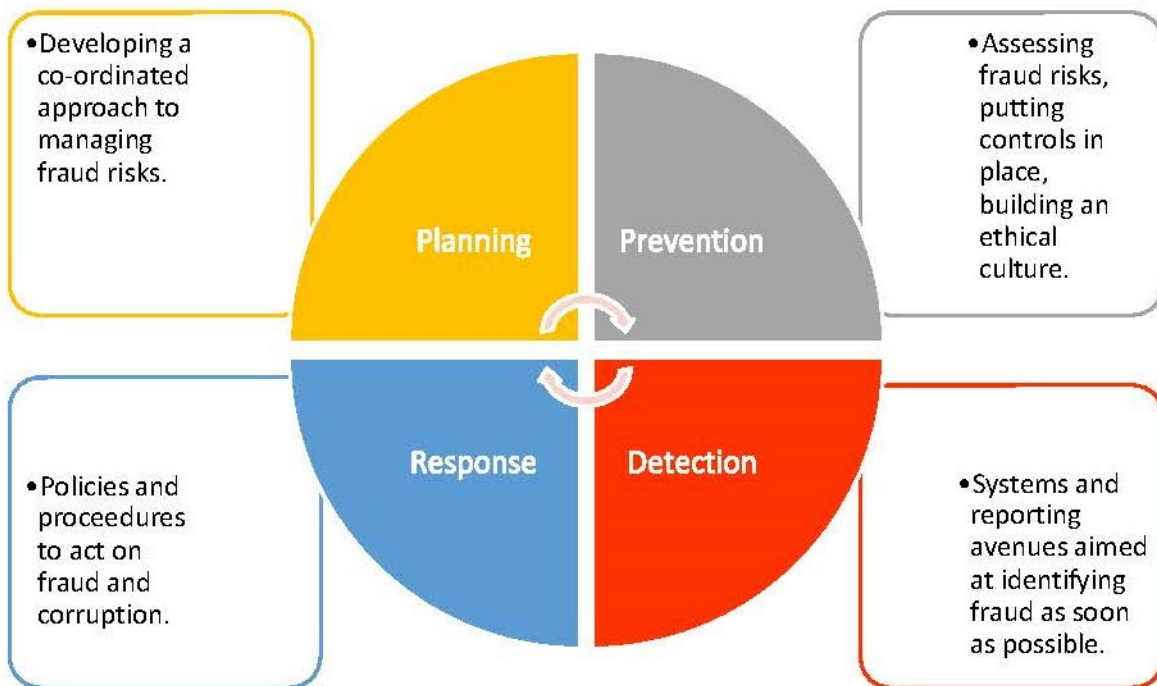 •Developing a
co-ordinated
approach to
managing
fraud risks.
•Assessing
fraud risks,
putting
controls in
place,
building an
ethical
culture.
Planning
Prevention
Response
Detection
•Policies and
proceedures
to act on
fraud and
corruption.
•Systems and
reporting
avenues aimed
at identifying
fraud as soon
as possible.